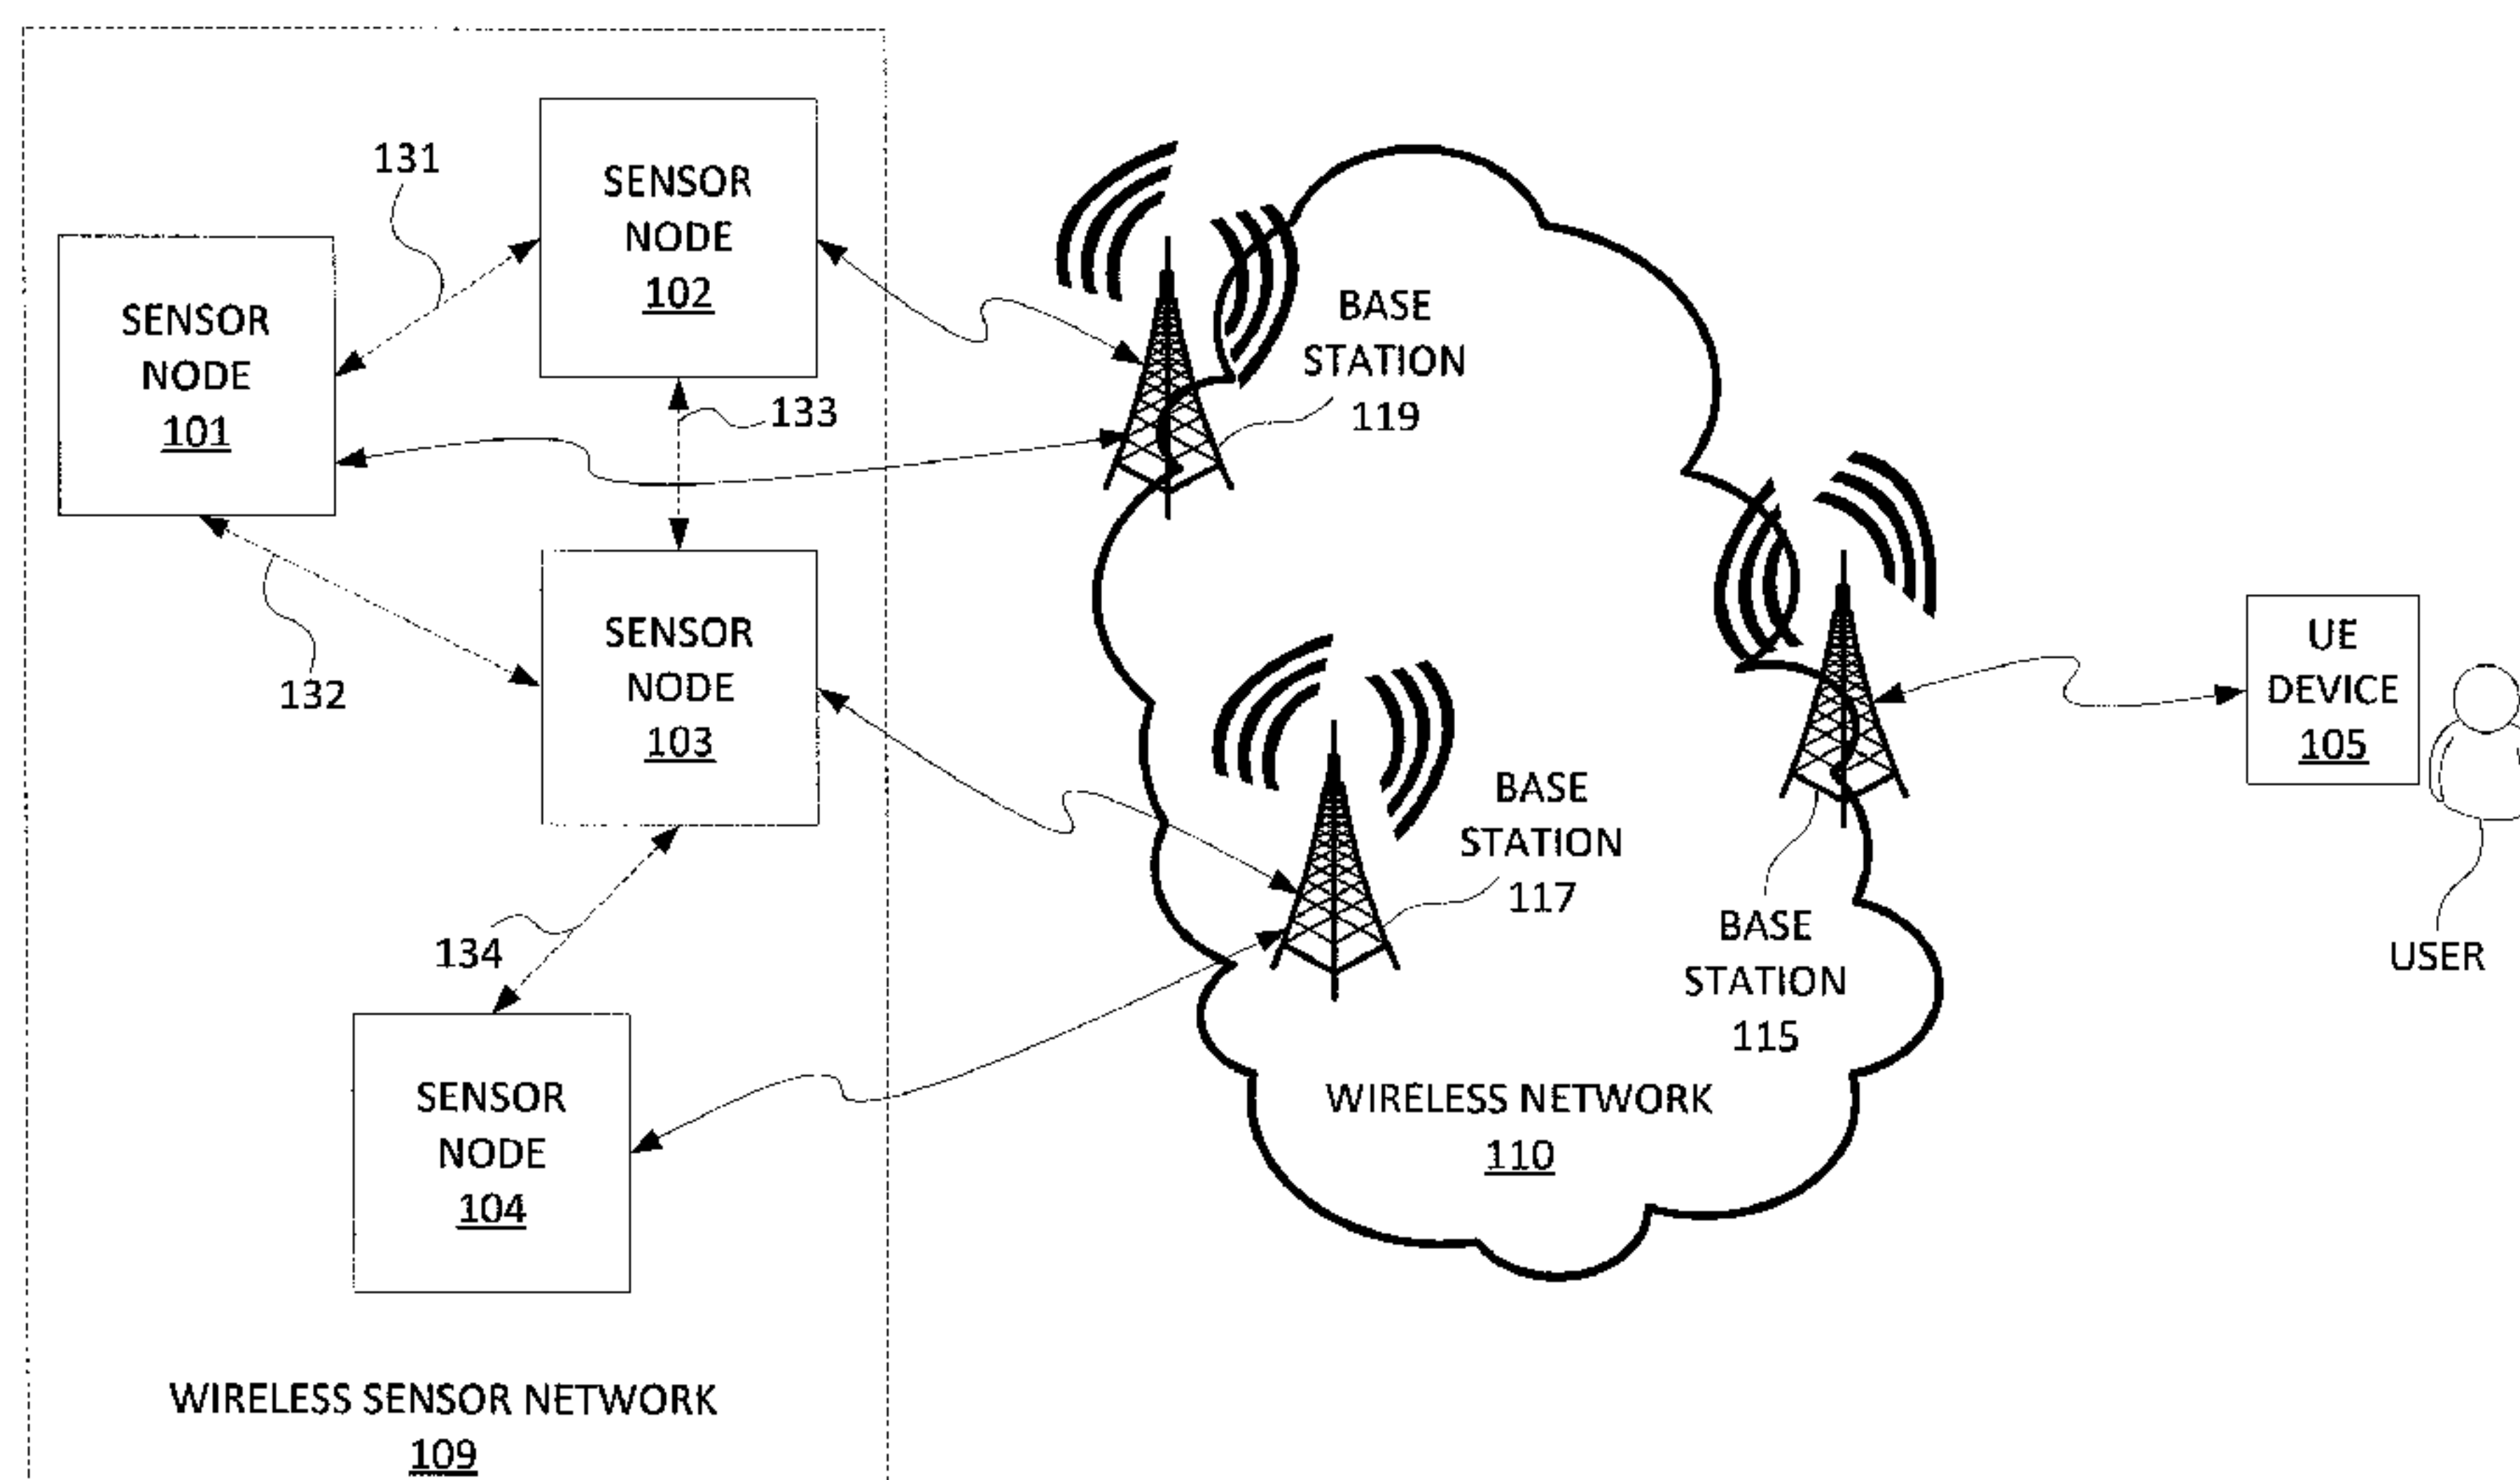 131
SENSOR
NODE
102
SENSOR
NODE
101
133
BASE
STATION
119
132
SENSOR
NODE
103
UE
DEVICE
105
BASE
STATION
117
134
BASE
STATION
115
USER
SENSOR
NODE
104
WIRELESS NETWORK
110
WIRELESS SENSOR NETWORK
109